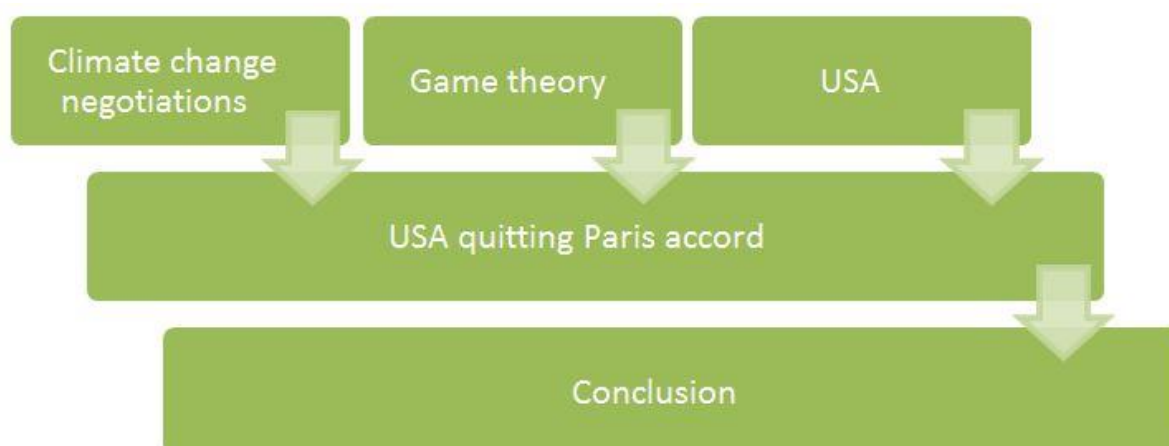 Climate change
negotiations
Game theory
USA
USA quitting Paris accord
Conclusion